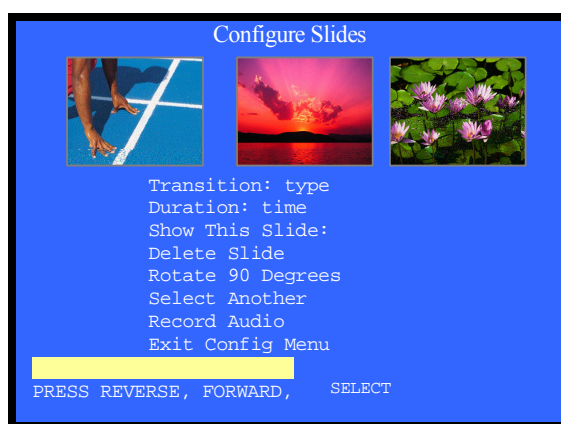 Configure Slides
Transition: type
Duration: time
Show This Slide:
Delete Slide
Rotate 90 Degrees
Select Another
Record Audio
Exit Config Menu
PRESS REVERSE, FORWARD, SELECT